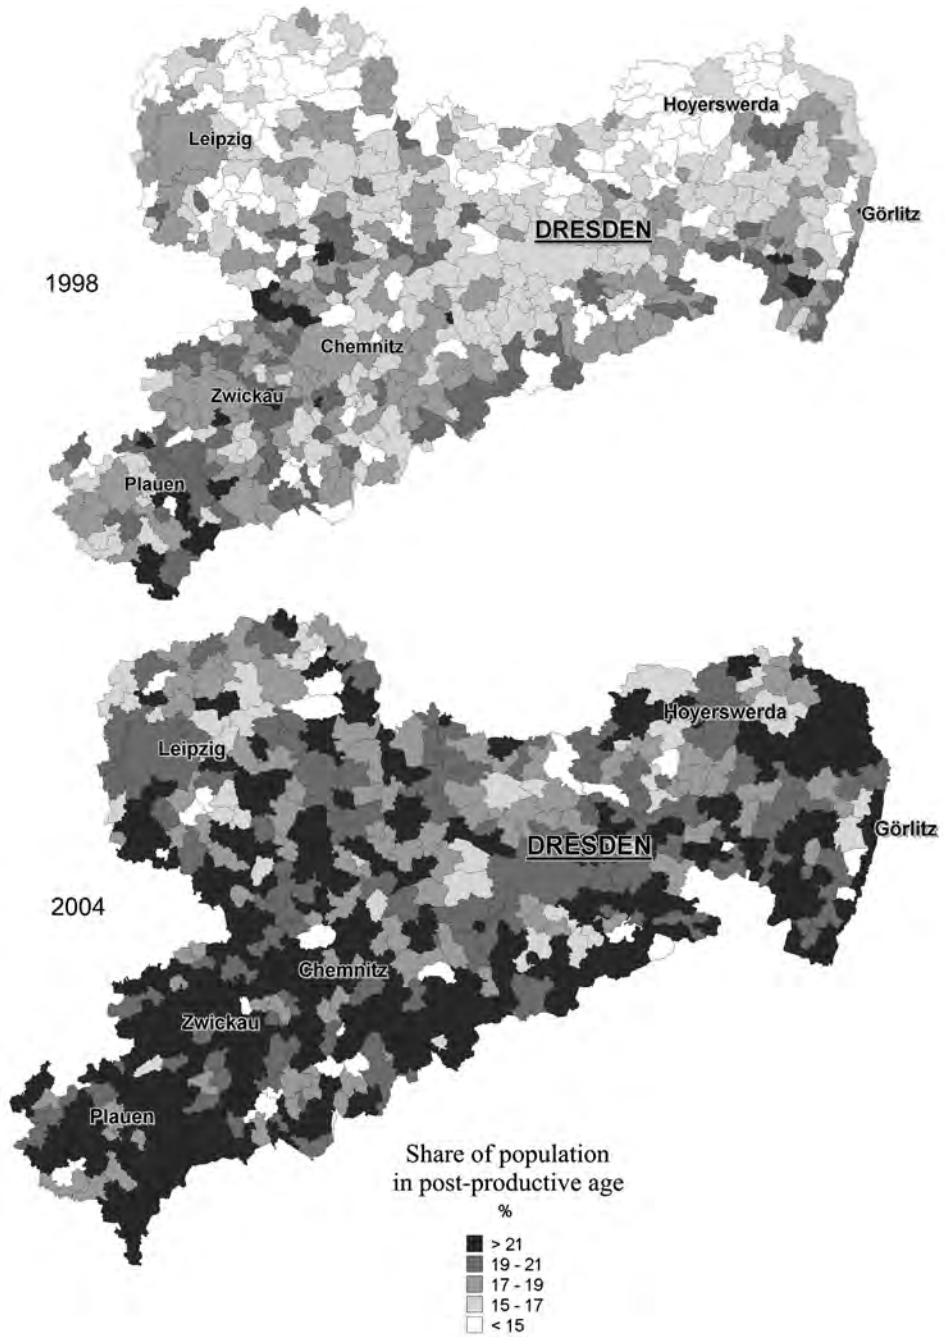 Hoyerswerda
Leipzig
Görlitz
DRESDEN
1998
Chemnitz
Zwickau
Plauen
Hoyerswerda
Leipzig
Görlitz
DRESDEN
2004
Chemnitz
Zwickau
Plauen
Share of population
in post-productive age
%
> 21
19 - 21
17 - 19
15 - 17
< 15